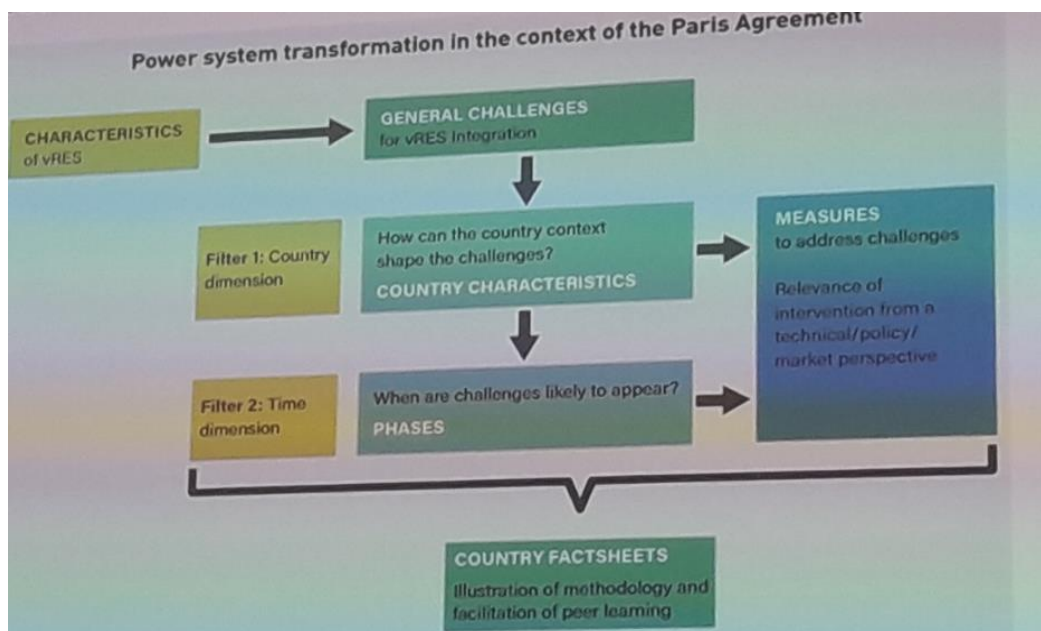 Power system transformation in the context of the Paris Agreement
CHARACTERISTICS
of vRES
GENERAL CHALLENGES
for vRES Integration
Filter 1: Country
dimension
How can the country context
shape the challenges?
COUNTRY CHARACTERISTICS
MEASURES
to address challenges
Relevance of
intervention from a
technical/policy/
market perspective
Filter 2: Time
dimension
When are challenges likely to appear?
PHASES
COUNTRY FACTSHEETS
Illustration of methodology and
facilitation of peer learning